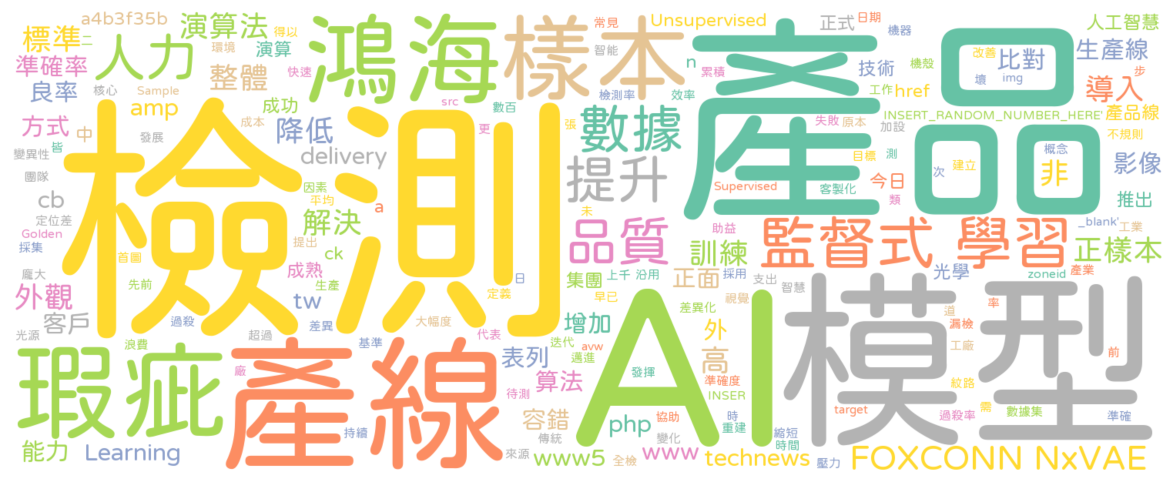 a4b3f35b 演算法 得以 鴻海 樣本 常見 Unsupervised 正式 日期 人工智慧
標準 二 人力 環境 演算 智能 產品 機器 改善 比對 生產線
準確率 整體 快速 n 累積 技術 機殼 壞 img 導入 步
良率 核心 Sample 成功 src 數百 檢測率 效率 工作 href
方式 amp 成本 降低 更 張 數據 失敗 原本 加設 INSERT_RANDOM_NUMBER_HERE' 產品線
中 發展 檢測 不規則
變異性 皆 delivery 提升 目標 測 概念 影像
團隊 因素 Supervised 今日 次 建立 非
cb 平均 a 客製化 類 推出
定位差 解決 未 助益 _blank'
Golden 提出 品質 監督式 學習 工業
採集 ck 訓練 正樣本
首圖 成熟 日 集團 上千 沿用 正面 採用 支出 光學 zoneid 產業
龐大 先前 生產 定義 早已 視覺 智慧
外觀 tw AI 模型
客戶 過殺 差異 大幅度 增加 差異化 外 道 率 漏檢
光源 超過 基準 代表 avw 迭代 工廠 前
瑕疵 浪費 產線 表列 邁進 高
廠 算法 發揮 準確度 紋路
待測 INSER 需
容錯 php 協助 時 target 過殺率 數據集 準確
能力 持續 傳統 重建 縮短
Learning 來源 www5 全檢 www 變化 technews 時間 壓力 FOXCONN NxVAE